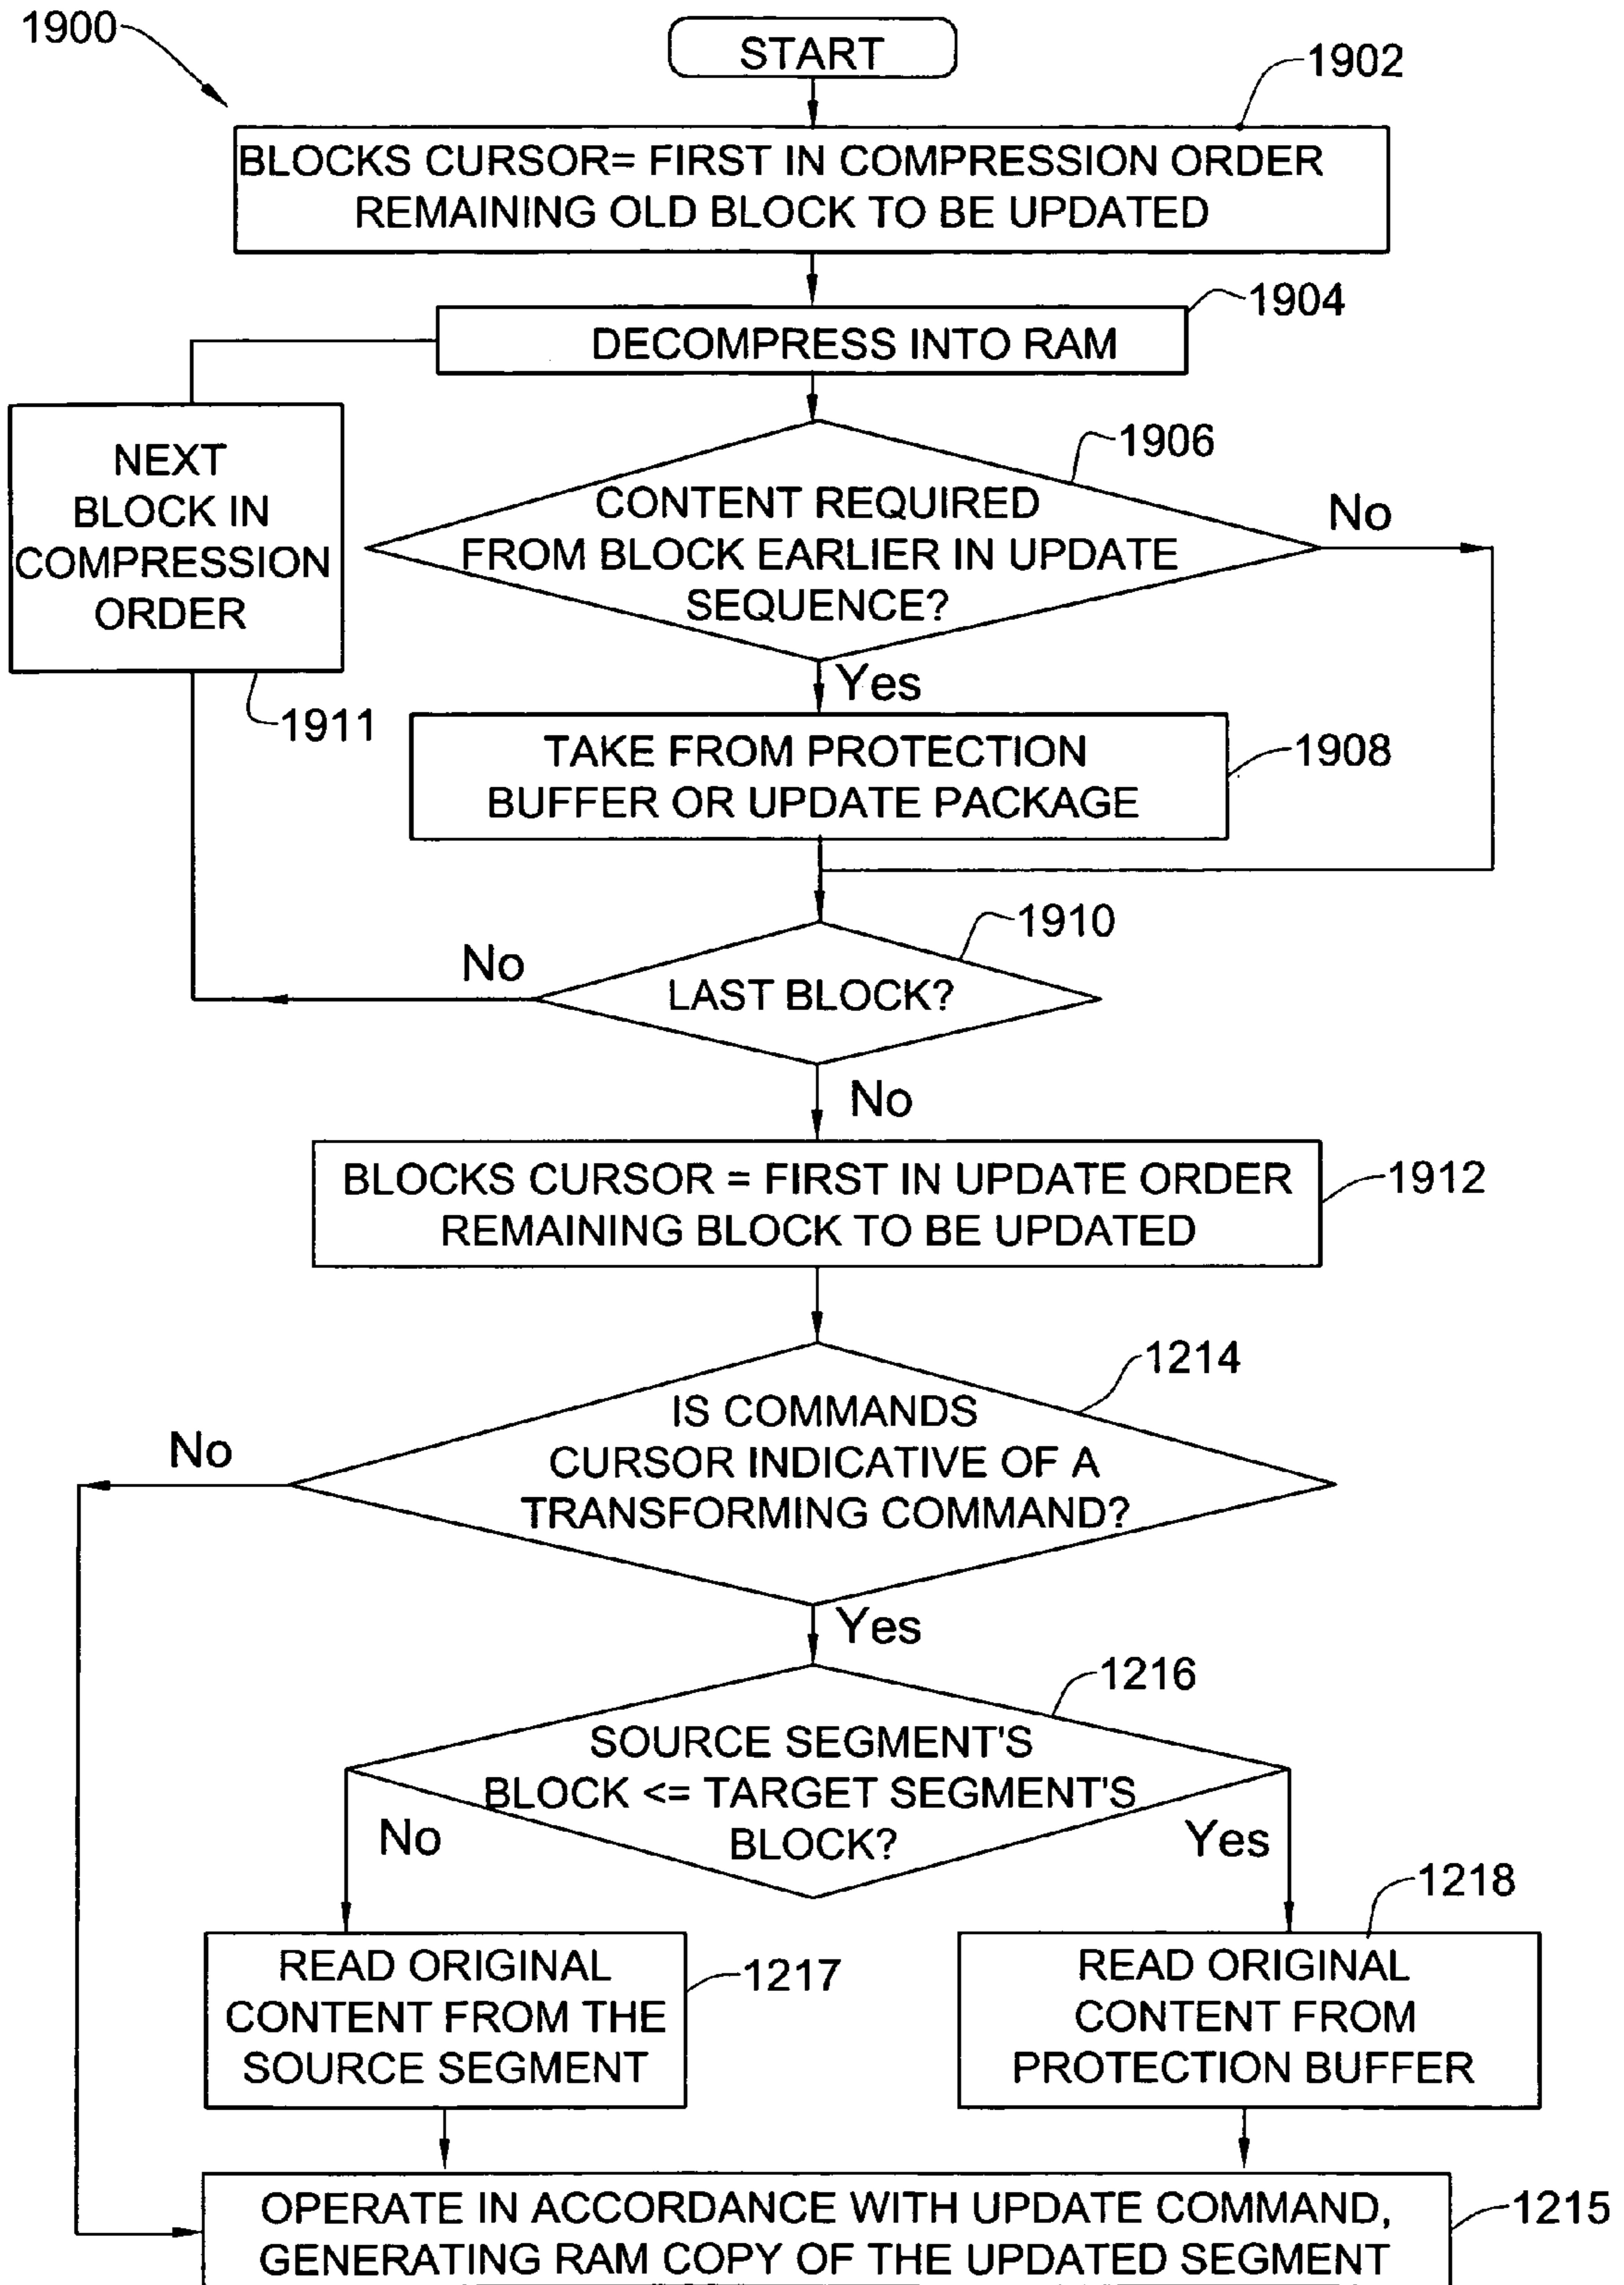 1900
START
1902
BLOCKS CURSOR= FIRST IN COMPRESSION ORDER
REMAINING OLD BLOCK TO BE UPDATED
1904
DECOMPRESS INTO RAM
NEXT
BLOCK IN
COMPRESSION
ORDER
1911
1906
CONTENT REQUIRED
FROM BLOCK EARLIER IN UPDATE
SEQUENCE?
No
Yes
TAKE FROM PROTECTION
BUFFER OR UPDATE PACKAGE
1908
1910
LAST BLOCK?
No
No
BLOCKS CURSOR = FIRST IN UPDATE ORDER
REMAINING BLOCK TO BE UPDATED
1912
1214
IS COMMANDS
CURSOR INDICATIVE OF A
TRANSFORMING COMMAND?
No
Yes
1216
SOURCE SEGMENT'S
BLOCK <= TARGET SEGMENT'S
BLOCK?
No
Yes
READ ORIGINAL
CONTENT FROM THE
SOURCE SEGMENT
1217
1218
READ ORIGINAL
CONTENT FROM
PROTECTION BUFFER
OPERATE IN ACCORDANCE WITH UPDATE COMMAND,
GENERATING RAM COPY OF THE UPDATED SEGMENT
1215